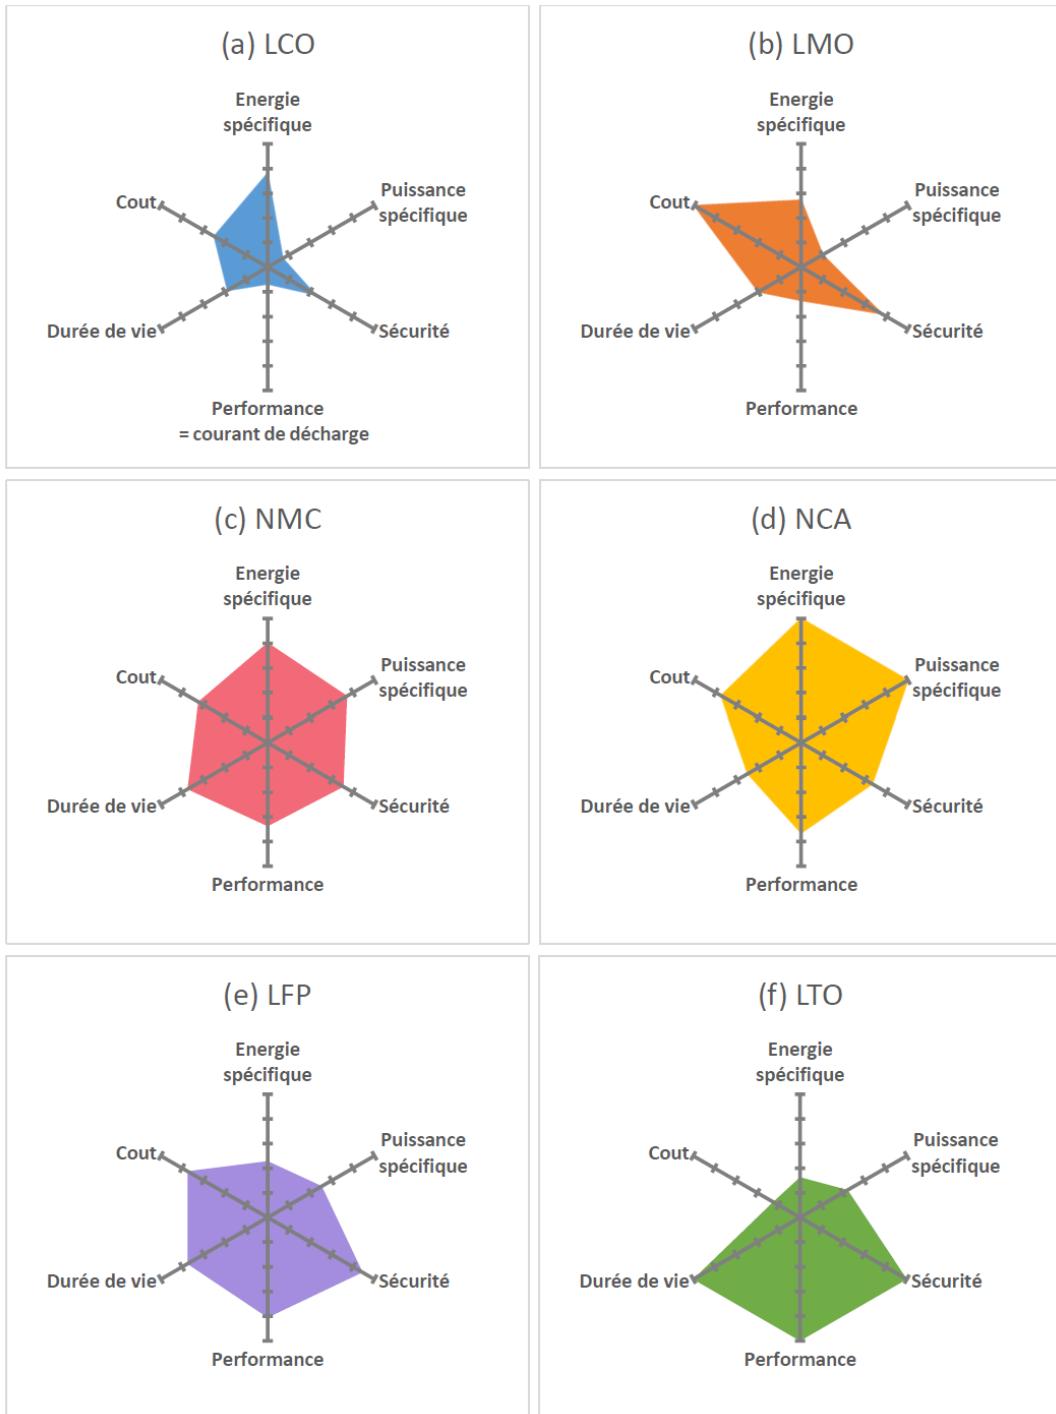 (a) LCO
Energie
spécifique
Puissance
spécifique
Cout
Durée de vie
Sécurité
Performance
= courant de décharge
(b) LMO
Energie
spécifique
Puissance
spécifique
Cout
Durée de vie
Sécurité
Performance
(c) NMC
Energie
spécifique
Puissance
spécifique
Cout
Durée de vie
Sécurité
Performance
(d) NCA
Energie
spécifique
Puissance
spécifique
Cout
Durée de vie
Sécurité
Performance
(e) LFP
Energie
spécifique
Puissance
spécifique
Cout
Durée de vie
Sécurité
Performance
(f) LTO
Energie
spécifique
Puissance
spécifique
Cout
Durée de vie
Sécurité
Performance